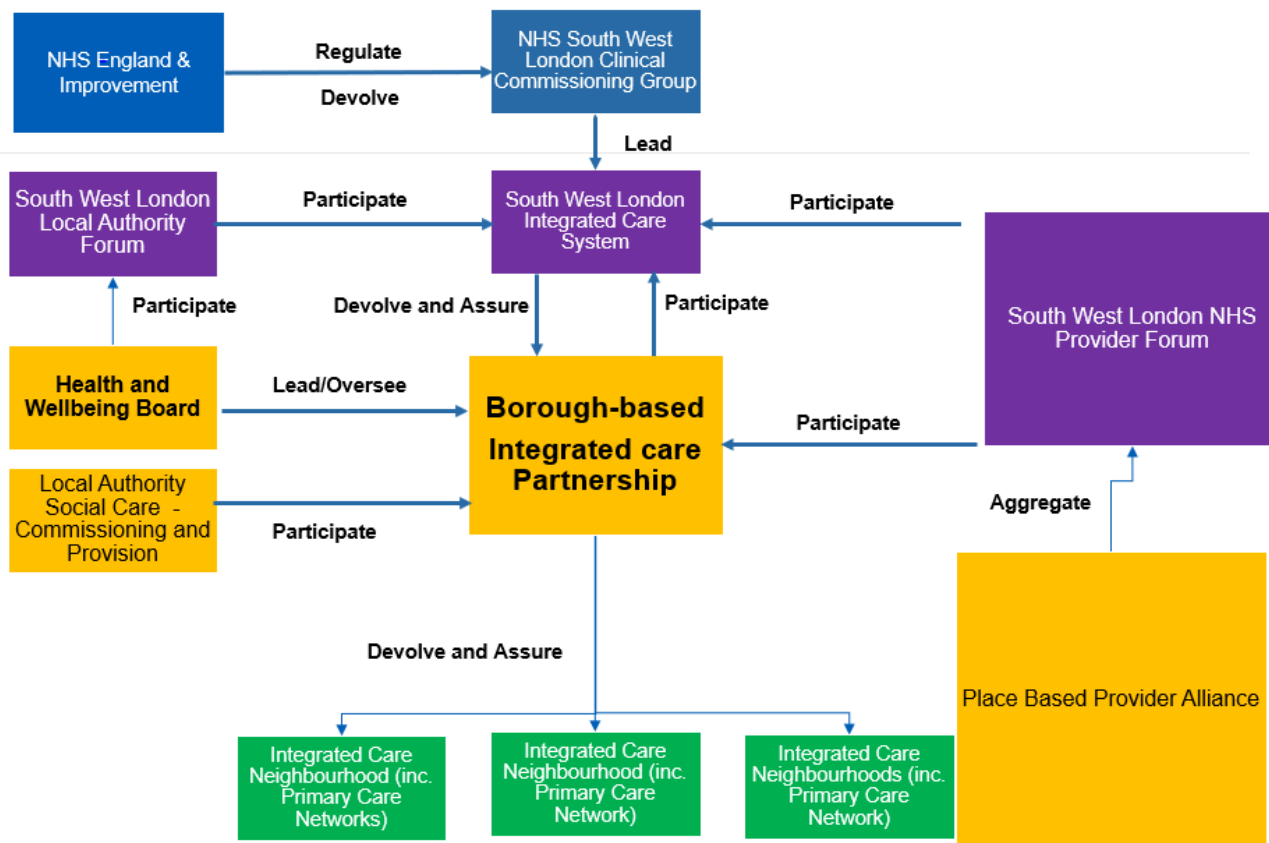 NHS England &
Improvement
Regulate
Devolve
NHS South West
London Clinical
Commissioning Group
Lead
South West London
Local Authority
Forum
Participate
South West London
Integrated Care
System
Participate
Participate
Devolve and Assure
Participate
South West London NHS
Provider Forum
Health and
Wellbeing Board
Lead/Oversee
Borough-based
Integrated care
Partnership
Participate
Local Authority
Social Care -
Commissioning and
Provision
Participate
Aggregate
Devolve and Assure
Place Based Provider Alliance
Integrated Care
Neighbourhood (inc.
Primary Care
Networks)
Integrated Care
Neighbourhood (inc.
Primary Care
Network)
Integrated Care
Neighbourhoods (inc.
Primary Care
Network)